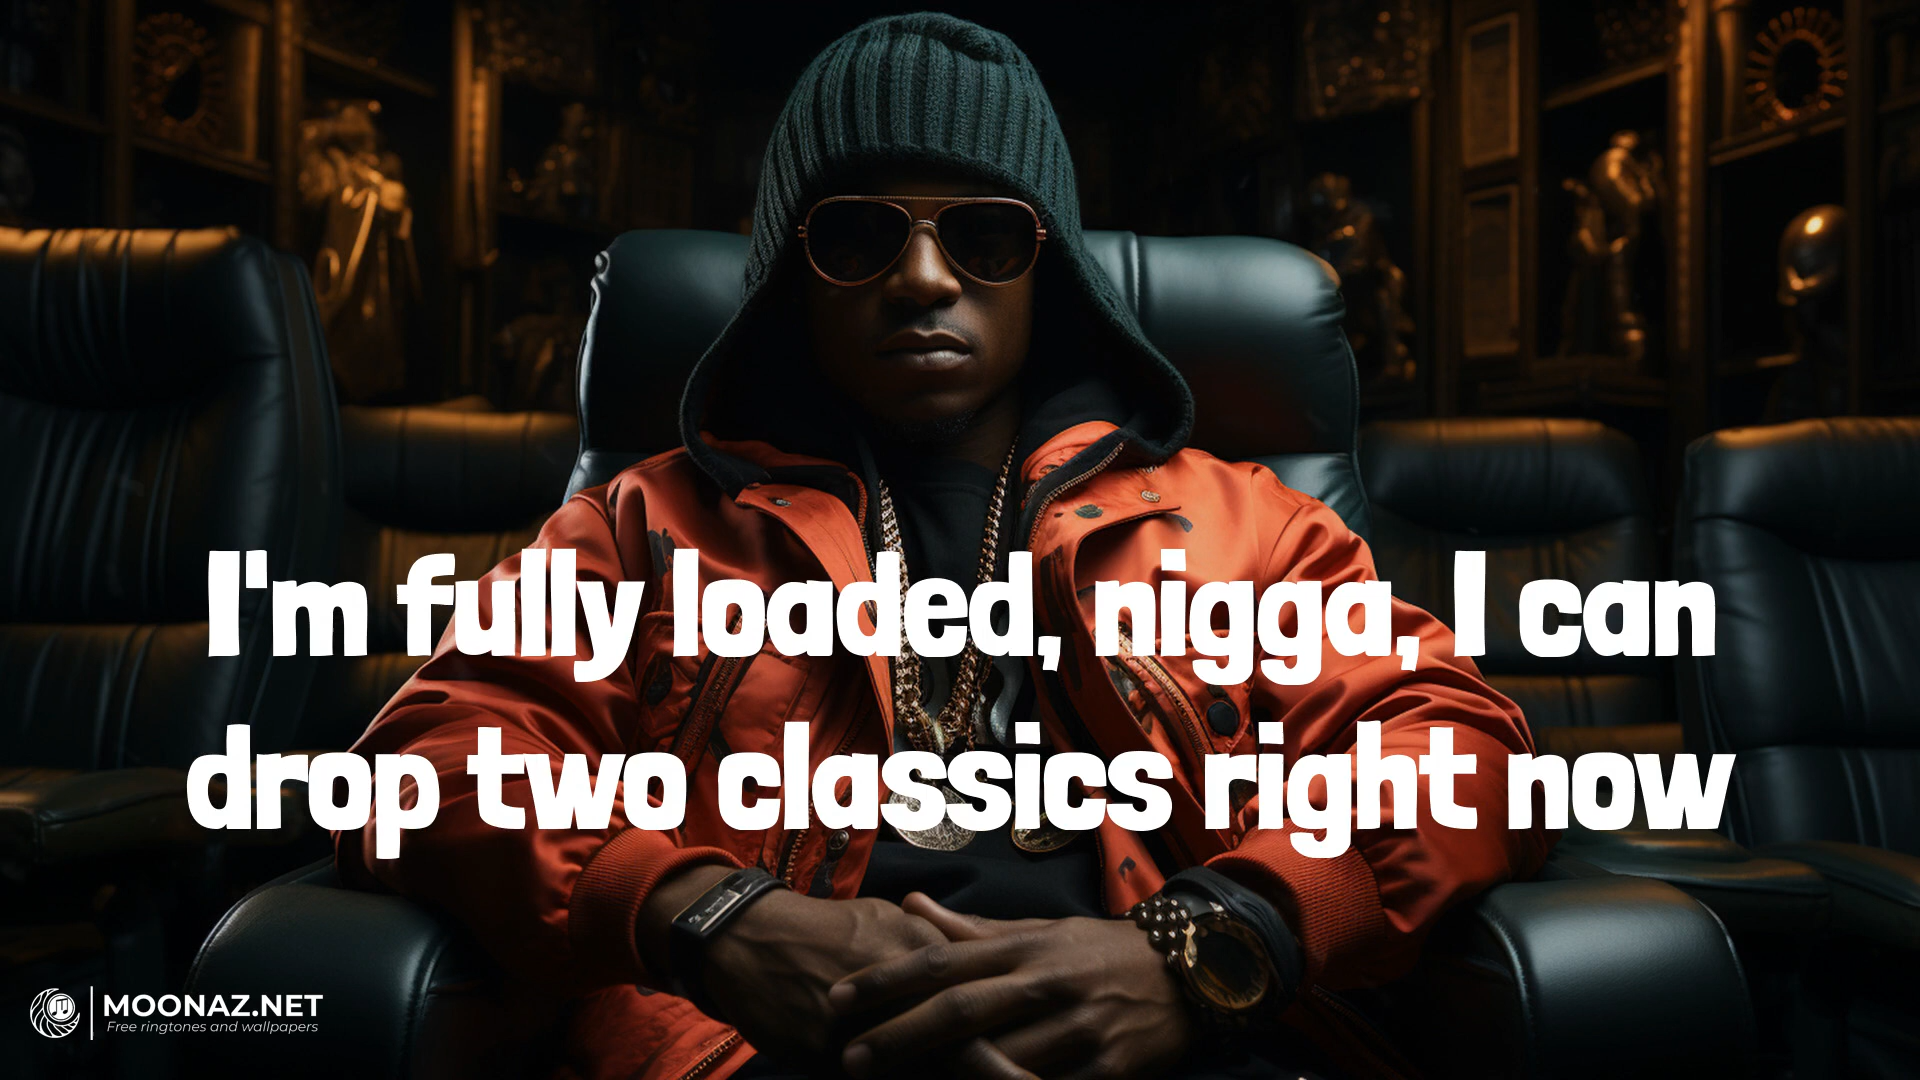 I'm fully loaded, nigga, I can
drop two classics right now
MOONAZ.NET
Free ringtones and wallpapers